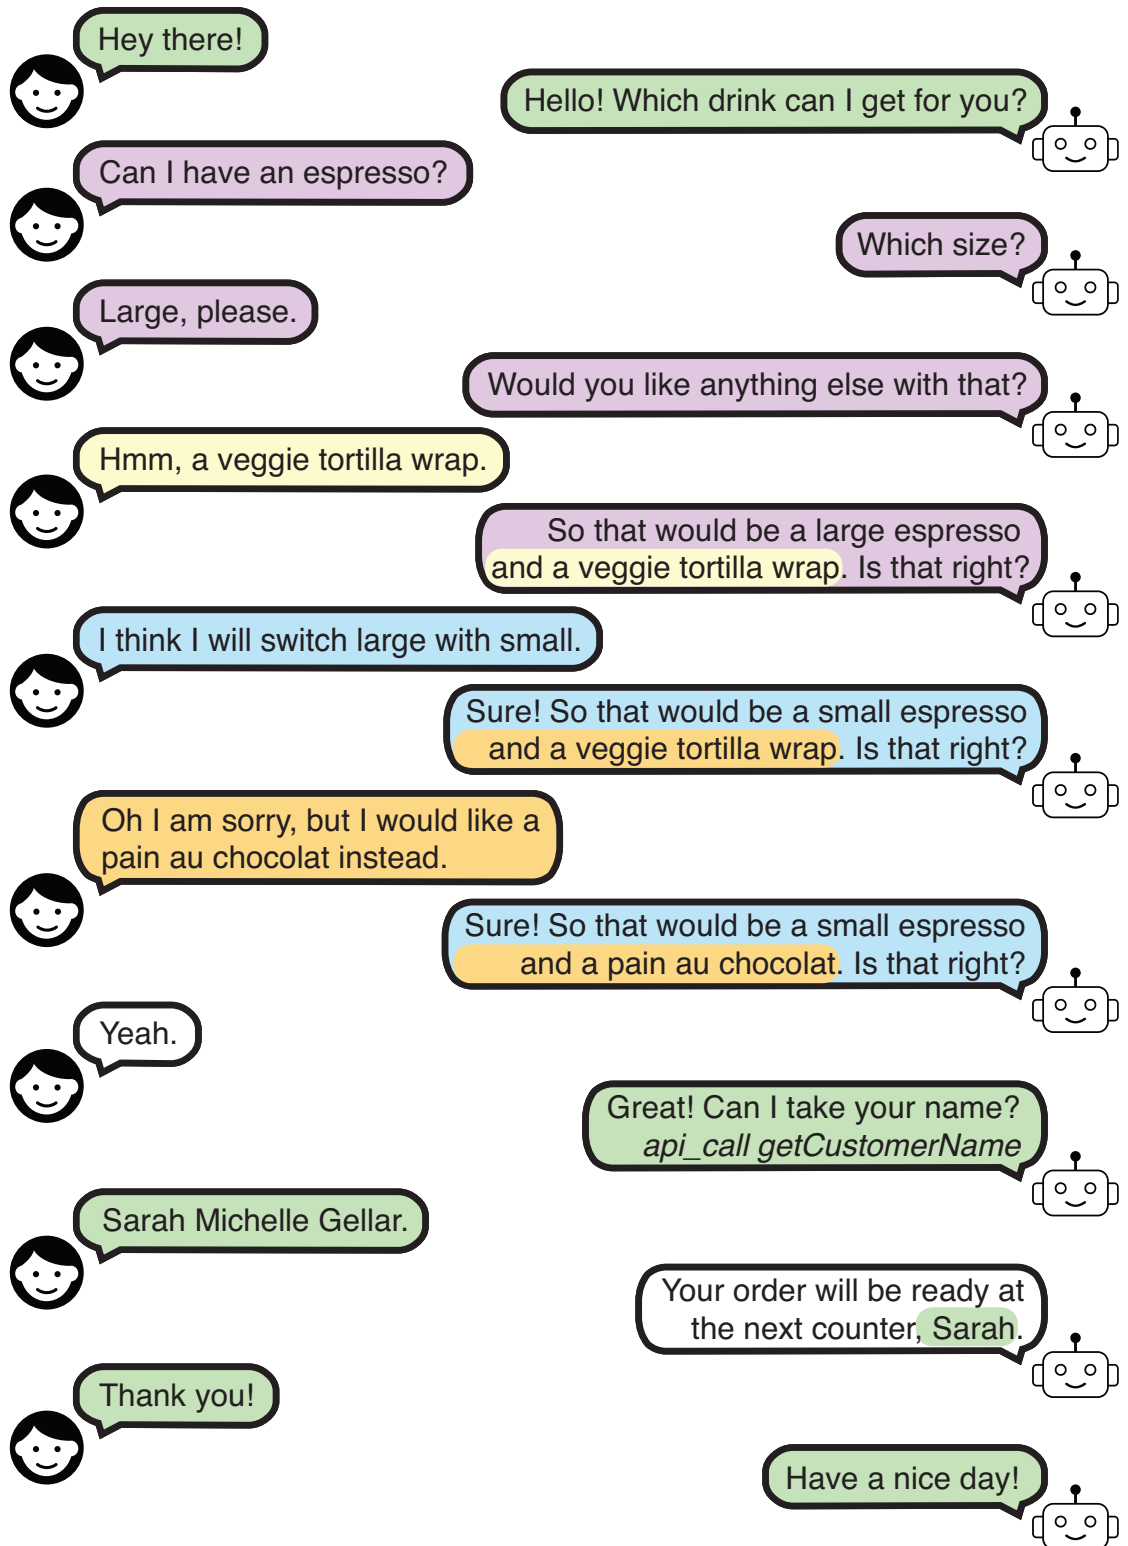 Hey there!
Hello! Which drink can I get for you?
Can I have an espresso?
Which size?
Large, please.
Would you like anything else with that?
Hmm, a veggie tortilla wrap.
So that would be a large espresso
and a veggie tortilla wrap. Is that right?
I think I will switch large with small.
Sure! So that would be a small espresso
and a veggie tortilla wrap. Is that right?
Oh I am sorry, but I would like a
pain au chocolat instead.
Sure! So that would be a small espresso
and a pain au chocolat. Is that right?
Yeah.
Great! Can I take your name?
api_call getCustomerName
Sarah Michelle Gellar.
Your order will be ready at
the next counter, Sarah.
Thank you!
Have a nice day!